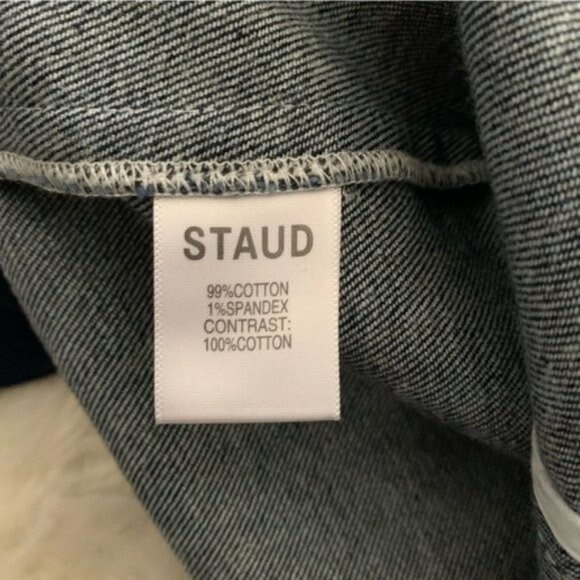 STAUD
99%COTTON
1%SPANDEX
CONTRAST:
100%COTTON